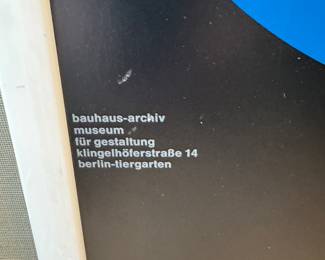 bauhaus-archiv
museum
für gestaltung
klingelhöferstraße 14
berlin-tiergarten